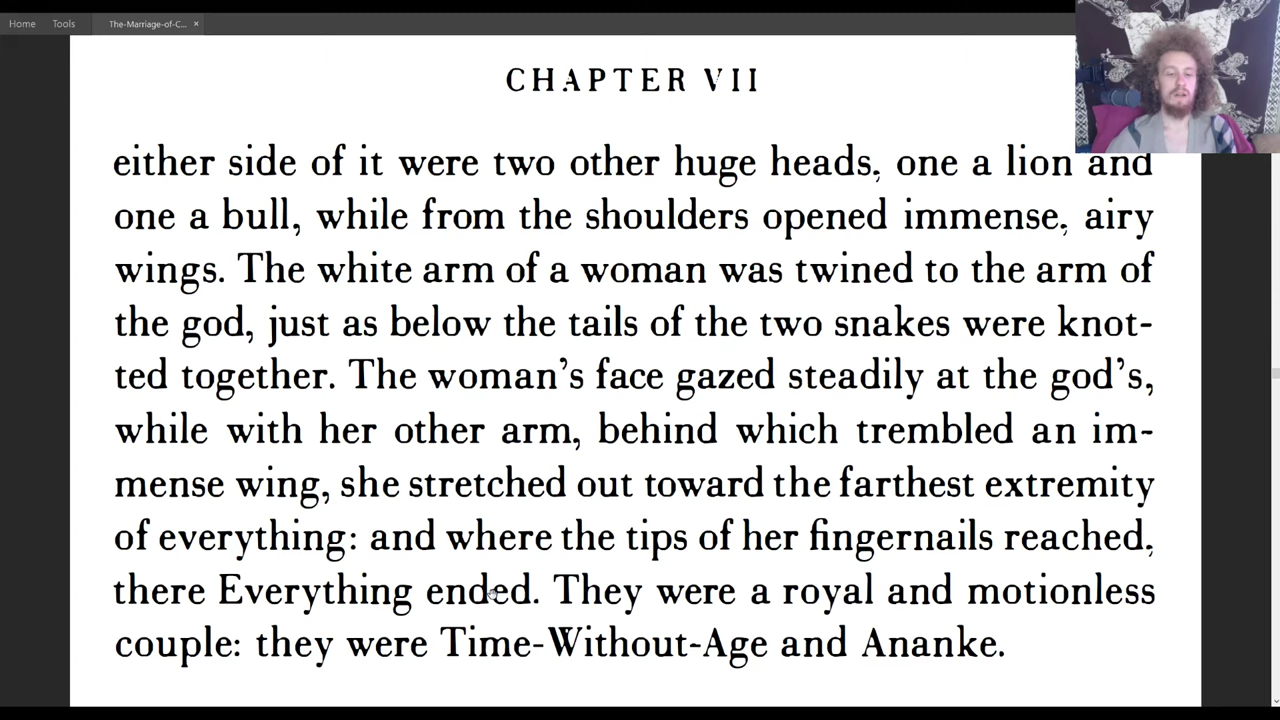 Home Tools The-Marriage-of-C... ×
CHAPTER VII
either side of it were two other huge heads, one a lion and
one a bull, while from the shoulders opened immense, airy
wings. The white arm of a woman was twined to the arm of
the god, just as below the tails of the two snakes were knot-
ted together. The woman's face gazed steadily at the god's,
while with her other arm, behind which trembled an im-
mense wing, she stretched out toward the farthest extremity
of everything: and where the tips of her fingernails reached,
there Everything ended. They were a royal and motionless
couple: they were Time-Without-Age and Ananke.